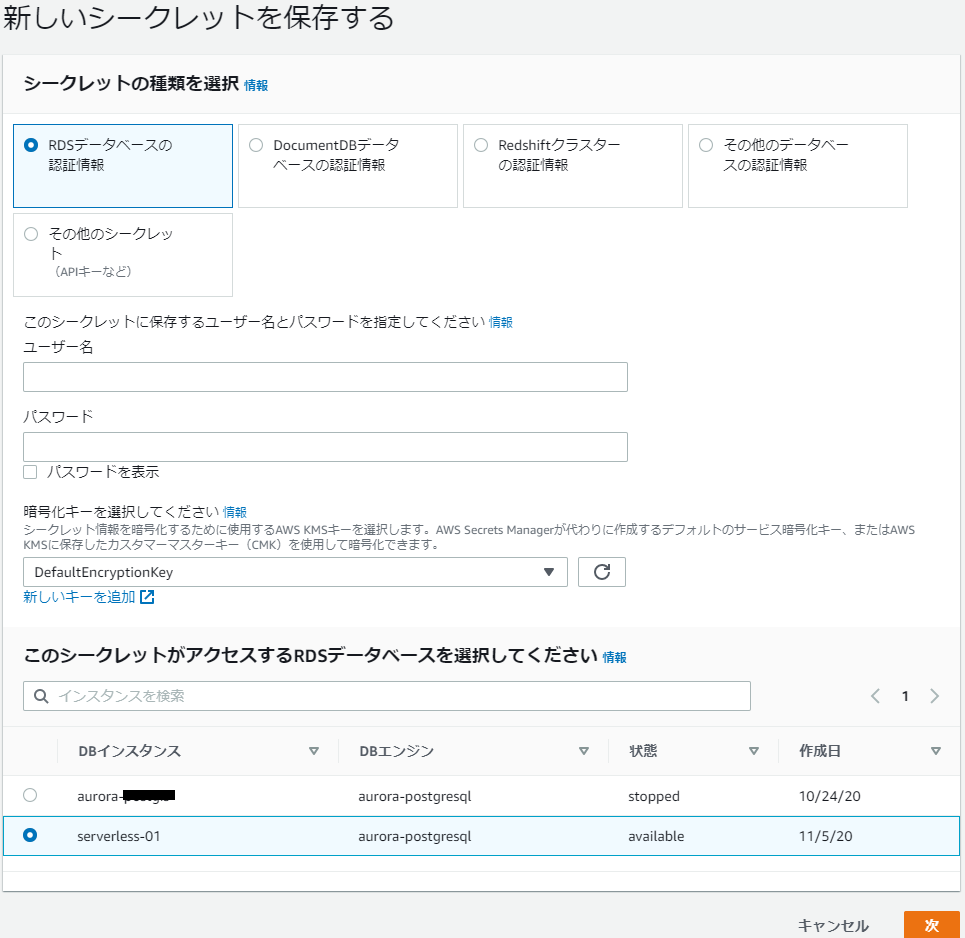 新しいシークレットを保存する
シークレットの種類を選択 情報
RDSデータベースの
認証情報
DocumentDBデータ
ベースの認証情報
Redshiftクラスター
の認証情報
その他のデータベー
スの認証情報
その他のシークレッ
ト
（APIキーなど）
このシークレットに保存するユーザー名とパスワードを指定してください 情報
ユーザー名
パスワード
パスワードを表示
暗号化キーを選択してください 情報
シークレット情報を暗号化するために使用するAWS KMSキーを選択します。AWS Secrets Managerが代わりに作成するデフォルトのサービス暗号化キー、またはAWS
KMSに保存したカスタマーマスターキー（CMK）を使用して暗号化できます。
DefaultEncryptionKey
新しいキーを追加
このシークレットがアクセスするRDSデータベースを選択してください 情報
インスタンスを検索
1
DBインスタンス DBエンジン 状態 作成日
aurora- aurora-postgresql stopped 10/24/20
serverless-01 aurora-postgresql available 11/5/20
キャンセル 次